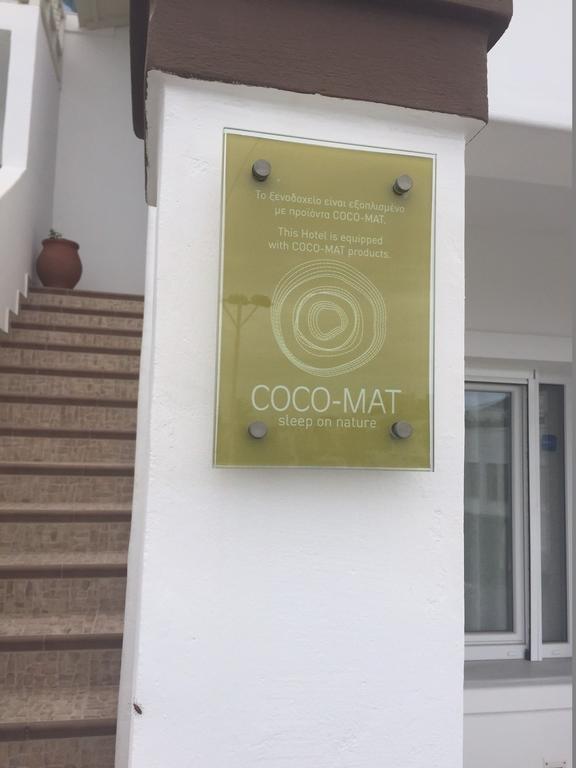 Το ξενοδοχείο είναι εξοπλισμένο
με προϊόντα COCO-MAT.
This Hotel is equipped
with COCO-MAT products.
COCO-MAT
sleep on nature